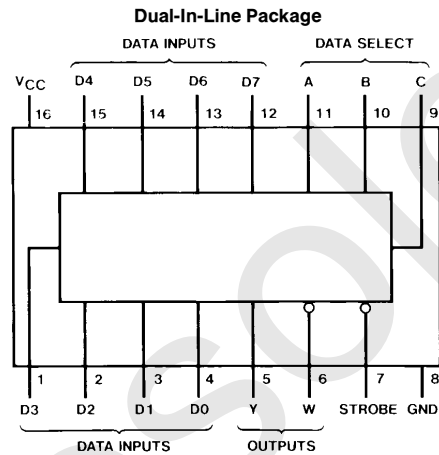 Dual-In-Line Package
DATA INPUTS DATA SELECT
VCC D4 D5 D6 D7 A B C
16 15 14 13 12 11 10 9
1 2 3 4 5 6 7 8
D3 D2 D1 D0 Y W STROBE GND
DATA INPUTS OUTPUTS